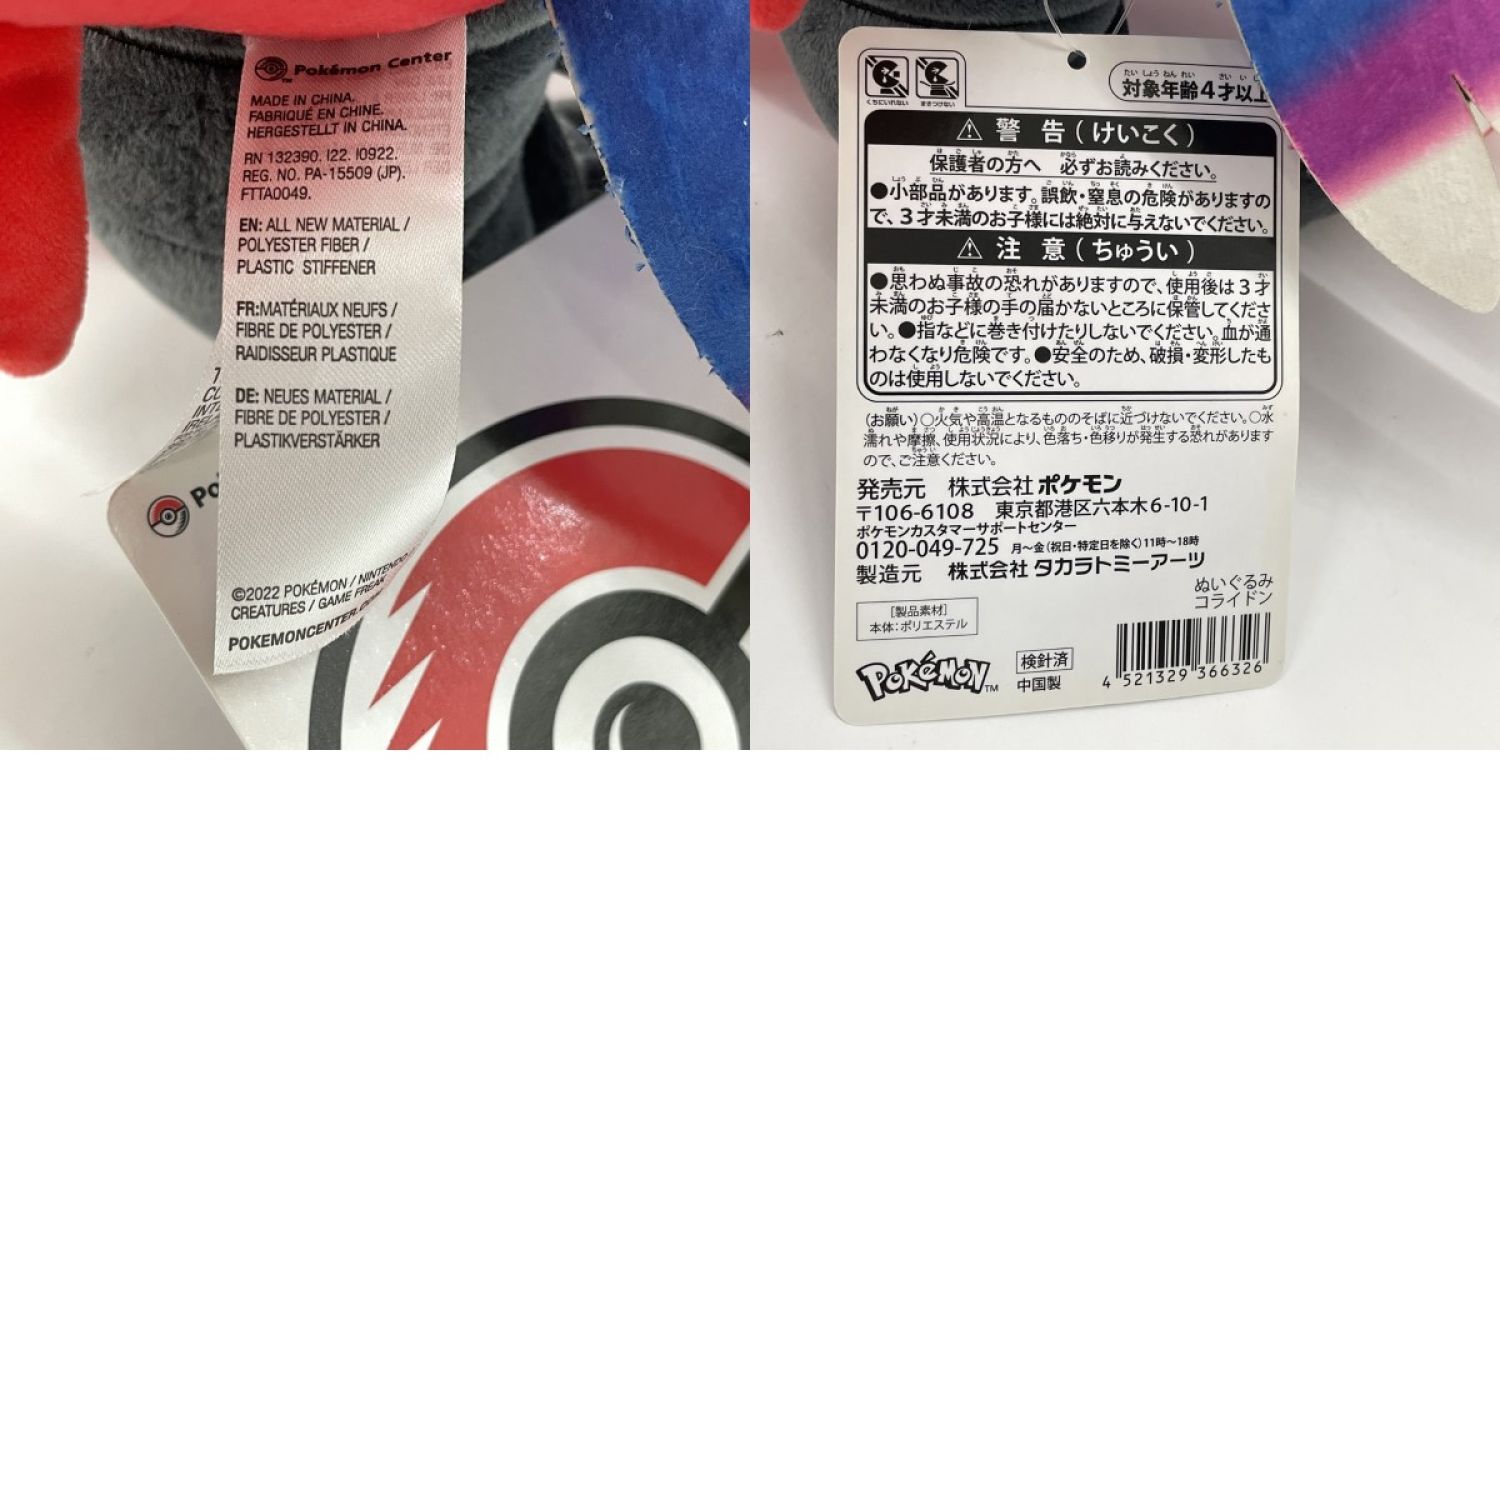 Pokémon Center
MADE IN CHINA.
FABRIQUÉ EN CHINE.
HERGESTELLT IN CHINA.
RN 132390. I22. I0922.
REG. NO. PA-15509 (JP).
FTTA0049.
EN: ALL NEW MATERIAL /
POLYESTER FIBER /
PLASTIC STIFFENER
FR:MATÉRIAUX NEUFS /
FIBRE DE POLYESTER /
RAIDISSEUR PLASTIQUE
DE: NEUES MATERIAL /
FIBRE DE POLYESTER /
PLASTIKVERSTÄRKER
©2022 POKÉMON / NINTENDO
CREATURES / GAME FREAK
POKEMONCENTER.
Po
くちにいれない まきつけない
対象年齢4才以上
警告(けいこく)
保護者の方へ 必ずお読みください。
●小部品があります。誤飲・窒息の危険がありますの
で、3才未満のお子様には絶対に与えないでください。
注意(ちゅうい)
●思わぬ事故の恐れがありますので、使用後は3才
未満のお子様の手の届かないところに保管してくださ
い。●指などに巻き付けたりしないでください。血が通
わなくなり危険です。●安全のため、破損・変形したも
のは使用しないでください。
(お願い)○火気や高温となるもののそばに近づけないでください。○水
濡れや摩擦、使用状況により、色落ち・色移りが発生する恐れがあります
ので、ご注意ください。
発売元 株式会社ポケモン
〒106-6108 東京都港区六本木6-10-1
ポケモンカスタマーサポートセンター
0120-049-725 月～金(祝日・特定日を除く)11時～18時
製造元 株式会社タカラトミーアーツ
ぬいぐるみ
コライドン
[製品素材]
本体:ポリエステル
POKÉMON™
検針済
中国製
4 521329 366326